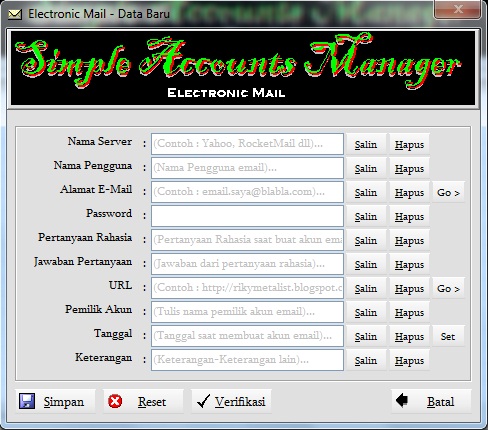 Electronic Mail - Data Baru
Simple Accounts Manager
Electronic Mail
Nama Server : (Contoh : Yahoo, RocketMail dll)... Salin Hapus
Nama Pengguna : (Nama Pengguna email)... Salin Hapus
Alamat E-Mail : (Contoh : email.saya@blabla.com)... Salin Hapus Go >
Password : Salin Hapus
Pertanyaan Rahasia : (Pertanyaan Rahasia saat buat akun ema Salin Hapus
Jawaban Pertanyaan : (Jawaban dari pertanyaan rahasia)... Salin Hapus
URL : (Contoh : http://rikymetalist.blogspot.c Salin Hapus Go >
Pemilik Akun : (Tulis nama pemilik akun email)... Salin Hapus
Tanggal : (Tanggal saat membuat akun email)... Salin Hapus Set
Keterangan : (Keterangan-Keterangan lain)... Salin Hapus
Simpan Reset Verifikasi Batal